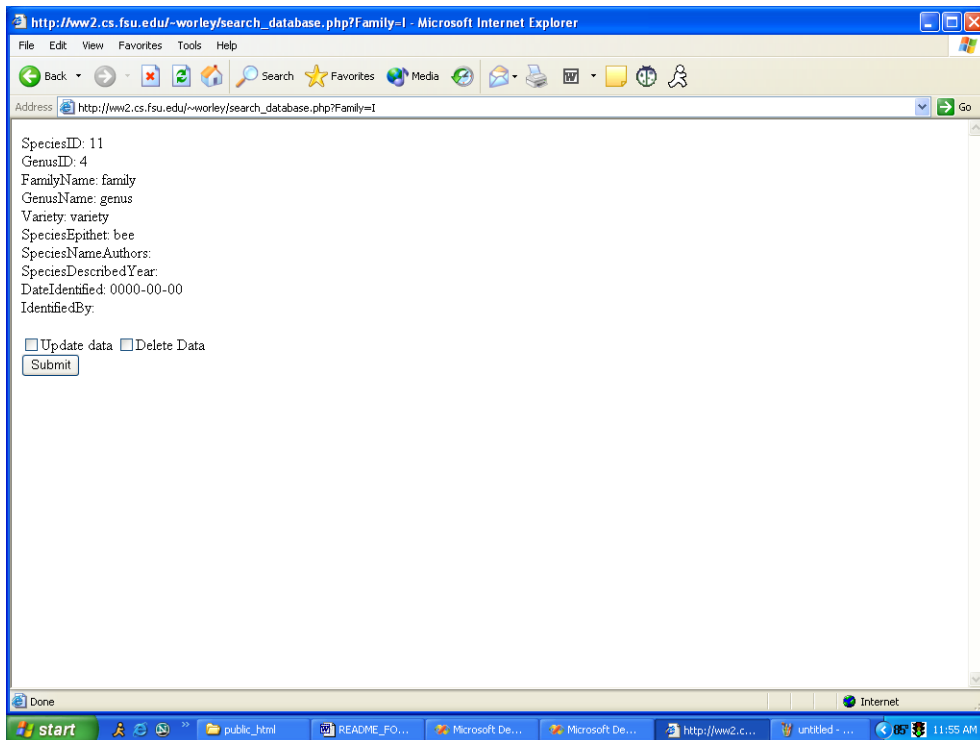 http://ww2.cs.fsu.edu/~worley/search_database.php?Family=I - Microsoft Internet Explorer
File Edit View Favorites Tools Help
Back Search Favorites Media
Address http://ww2.cs.fsu.edu/~worley/search_database.php?Family=I Go
SpeciesID: 11
GenusID: 4
FamilyName: family
GenusName: genus
Variety: variety
SpeciesEpithet: bee
SpeciesNameAuthors:
SpeciesDescribedYear:
DateIdentified: 0000-00-00
IdentifiedBy:
Update data Delete Data
Submit
Done Internet
start public_html README_FO... Microsoft De... Microsoft De... http://ww2.c... untitled - ... 85° 11:55 AM